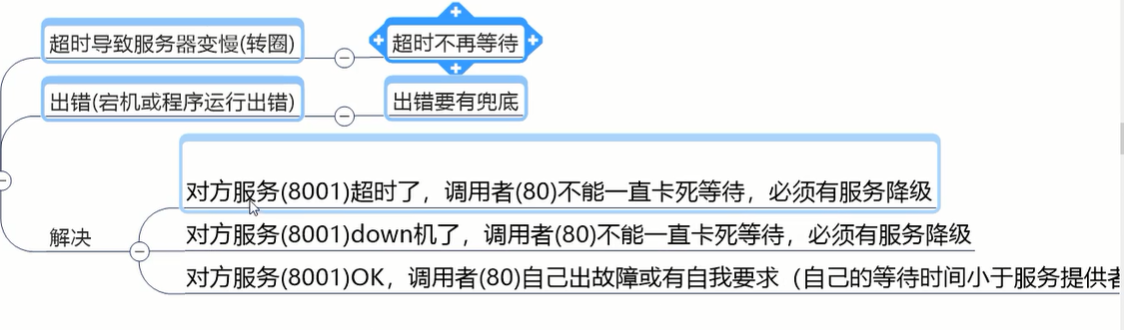 超时导致服务器变慢(转圈)
超时不再等待
出错(宕机或程序运行出错)
出错要有兜底
解决
对方服务(8001)超时了，调用者(80)不能一直卡死等待，必须有服务降级
对方服务(8001)down机了，调用者(80)不能一直卡死等待，必须有服务降级
对方服务(8001)OK，调用者(80)自己出故障或有自我要求（自己的等待时间小于服务提供者